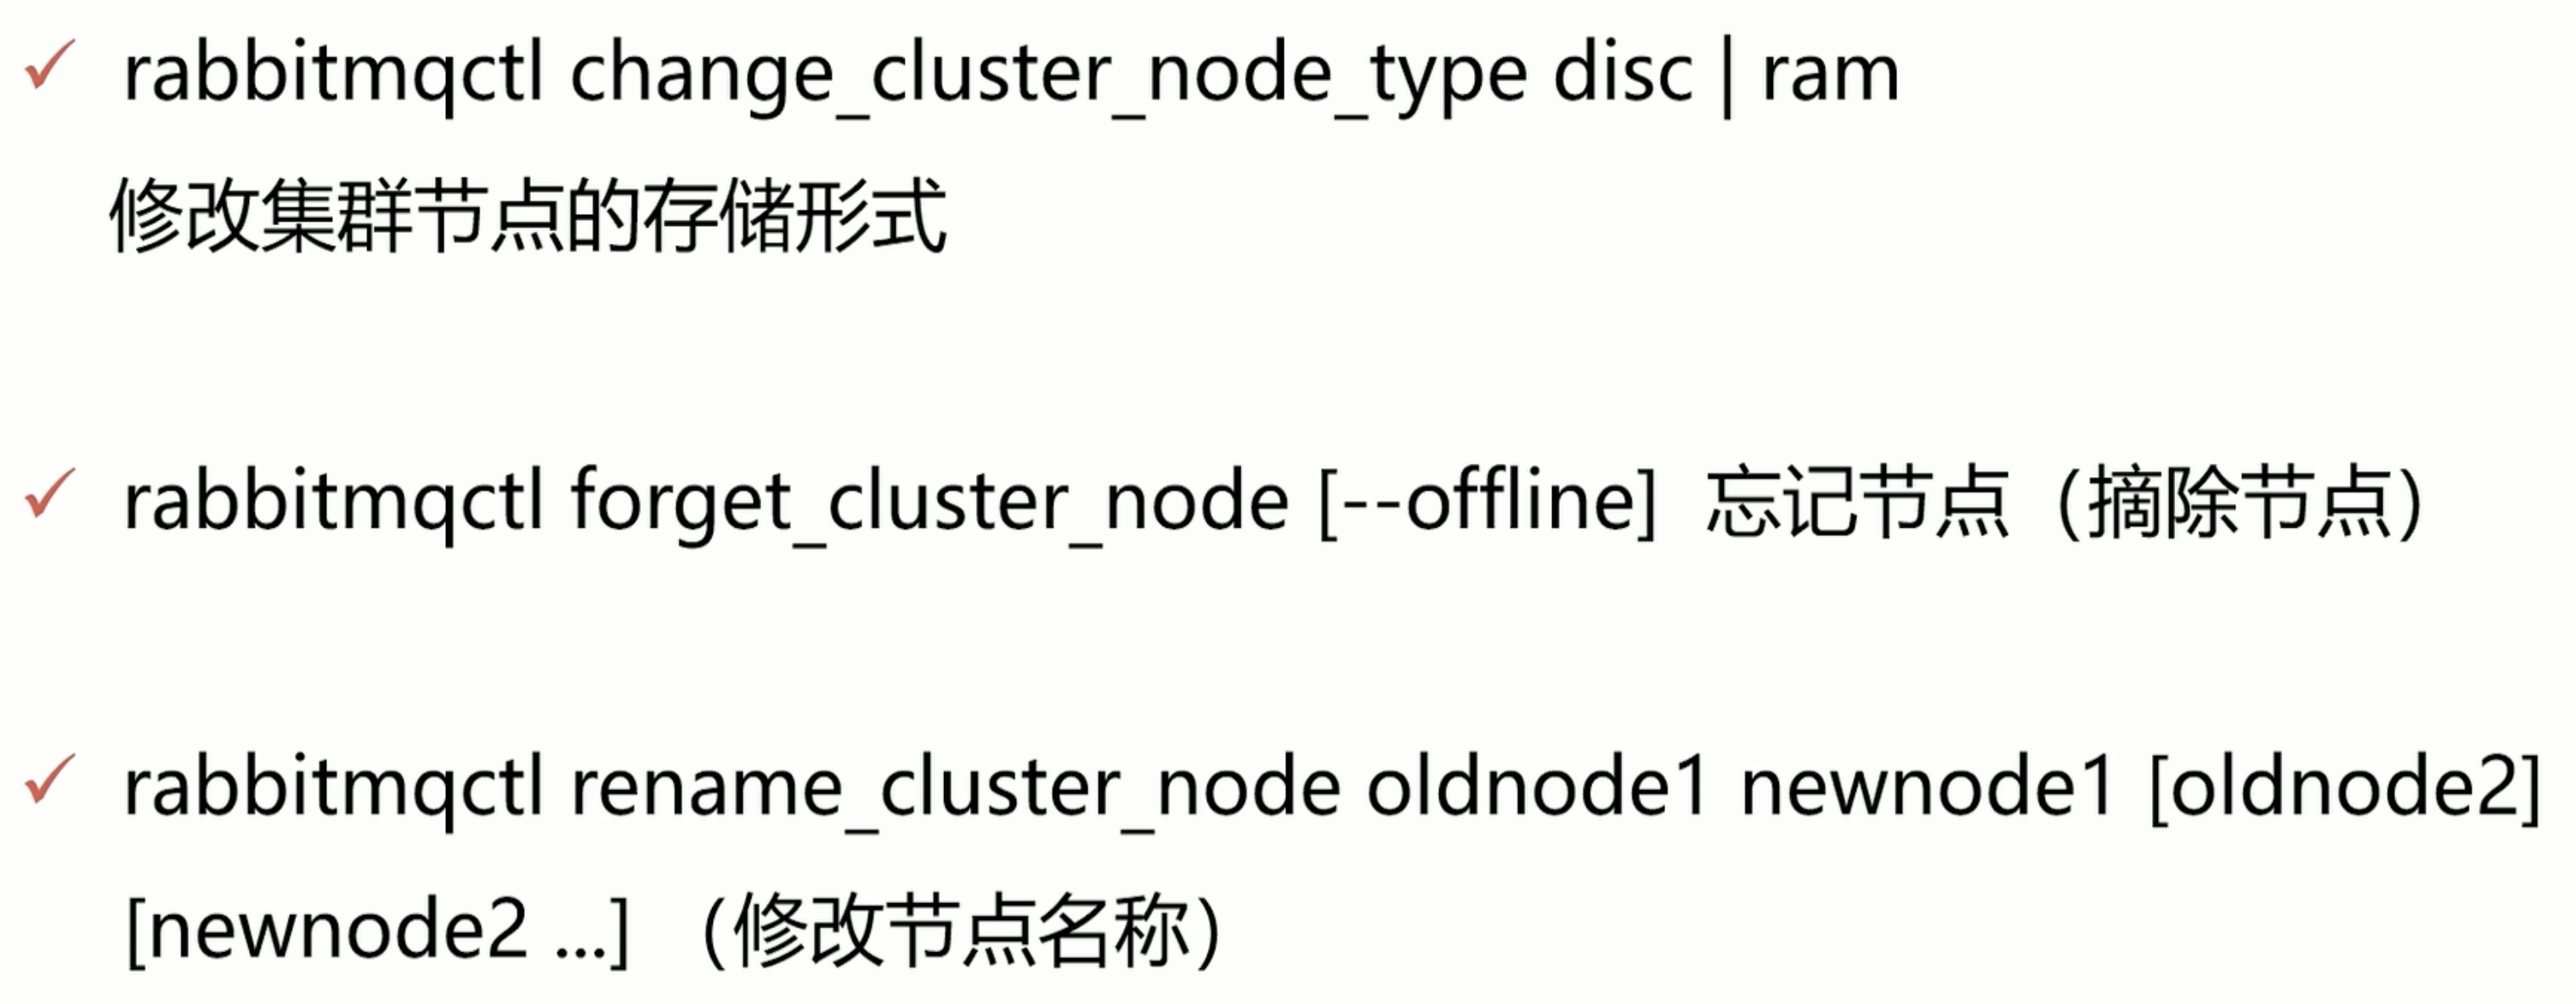 ✓ rabbitmqctl change_cluster_node_type disc | ram
修改集群节点的存储形式
✓ rabbitmqctl forget_cluster_node [--offline] 忘记节点（摘除节点）
✓ rabbitmqctl rename_cluster_node oldnode1 newnode1 [oldnode2]
[newnode2 ...] （修改节点名称）